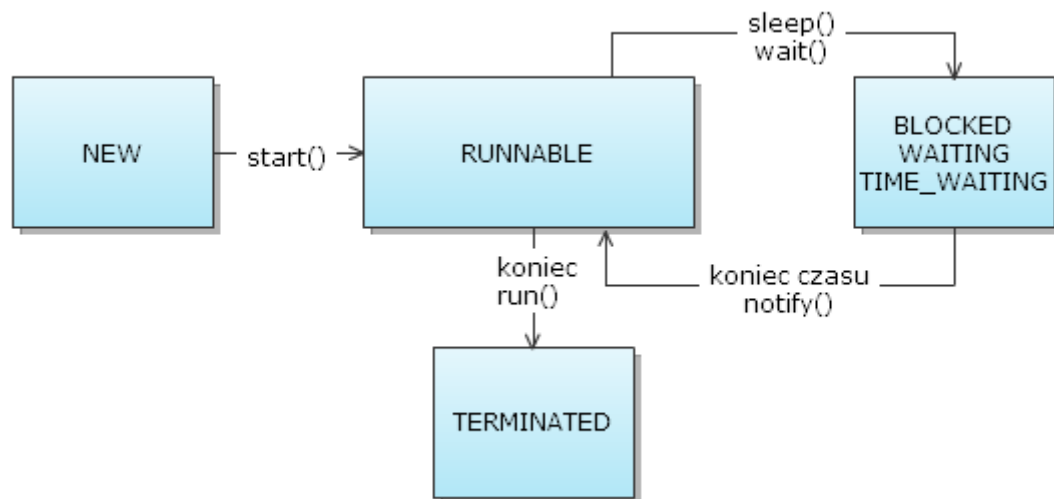 NEW
start()
RUNNABLE
sleep()
wait()
BLOCKED
WAITING
TIME_WAITING
koniec
run()
koniec czasu
notify()
TERMINATED